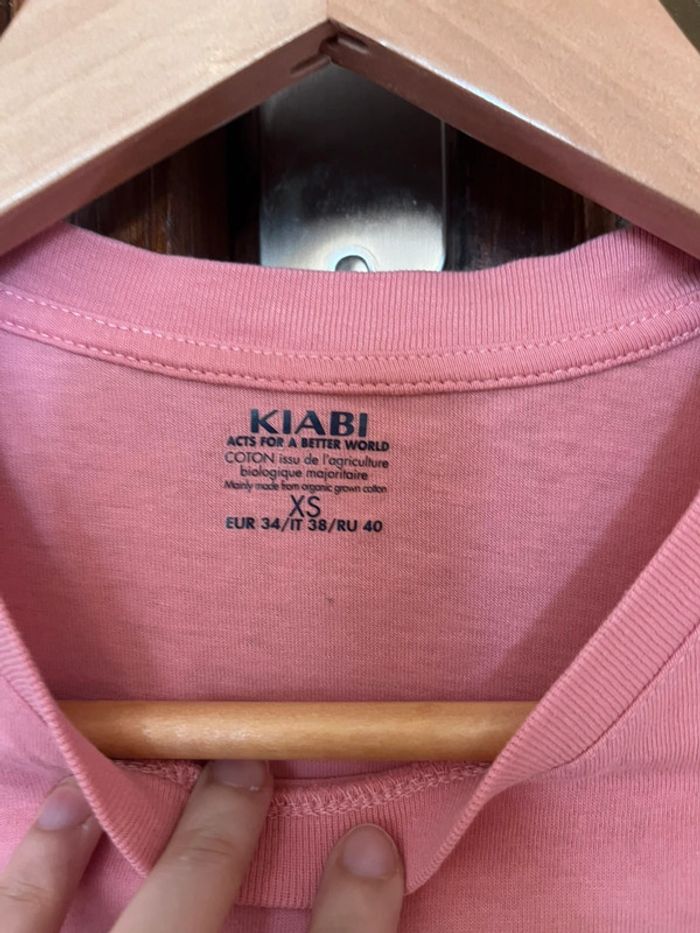 KIABI
ACTS FOR A BETTER WORLD
COTON issu de l'agriculture
biologique majoritaire
Mainly made from organic grown cotton
XS
EUR 34/IT 38/RU 40